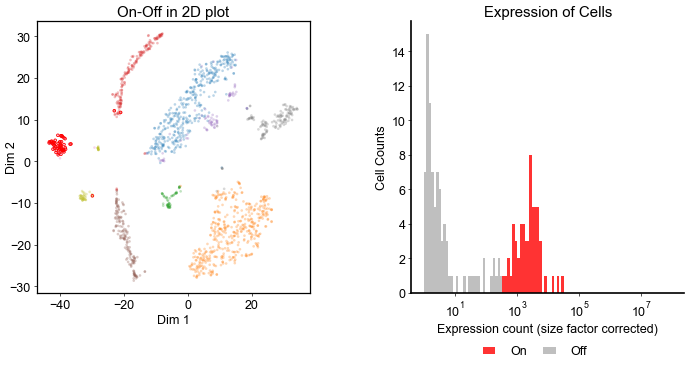 On-Off in 2D plot
Dim 2
30
20
10
0
−10
−20
−30
−40
−20
0
20
Dim 1
Expression of Cells
Cell Counts
14
12
10
8
6
4
2
0
10^1
10^3
10^5
10^7
Expression count (size factor corrected)
On
Off